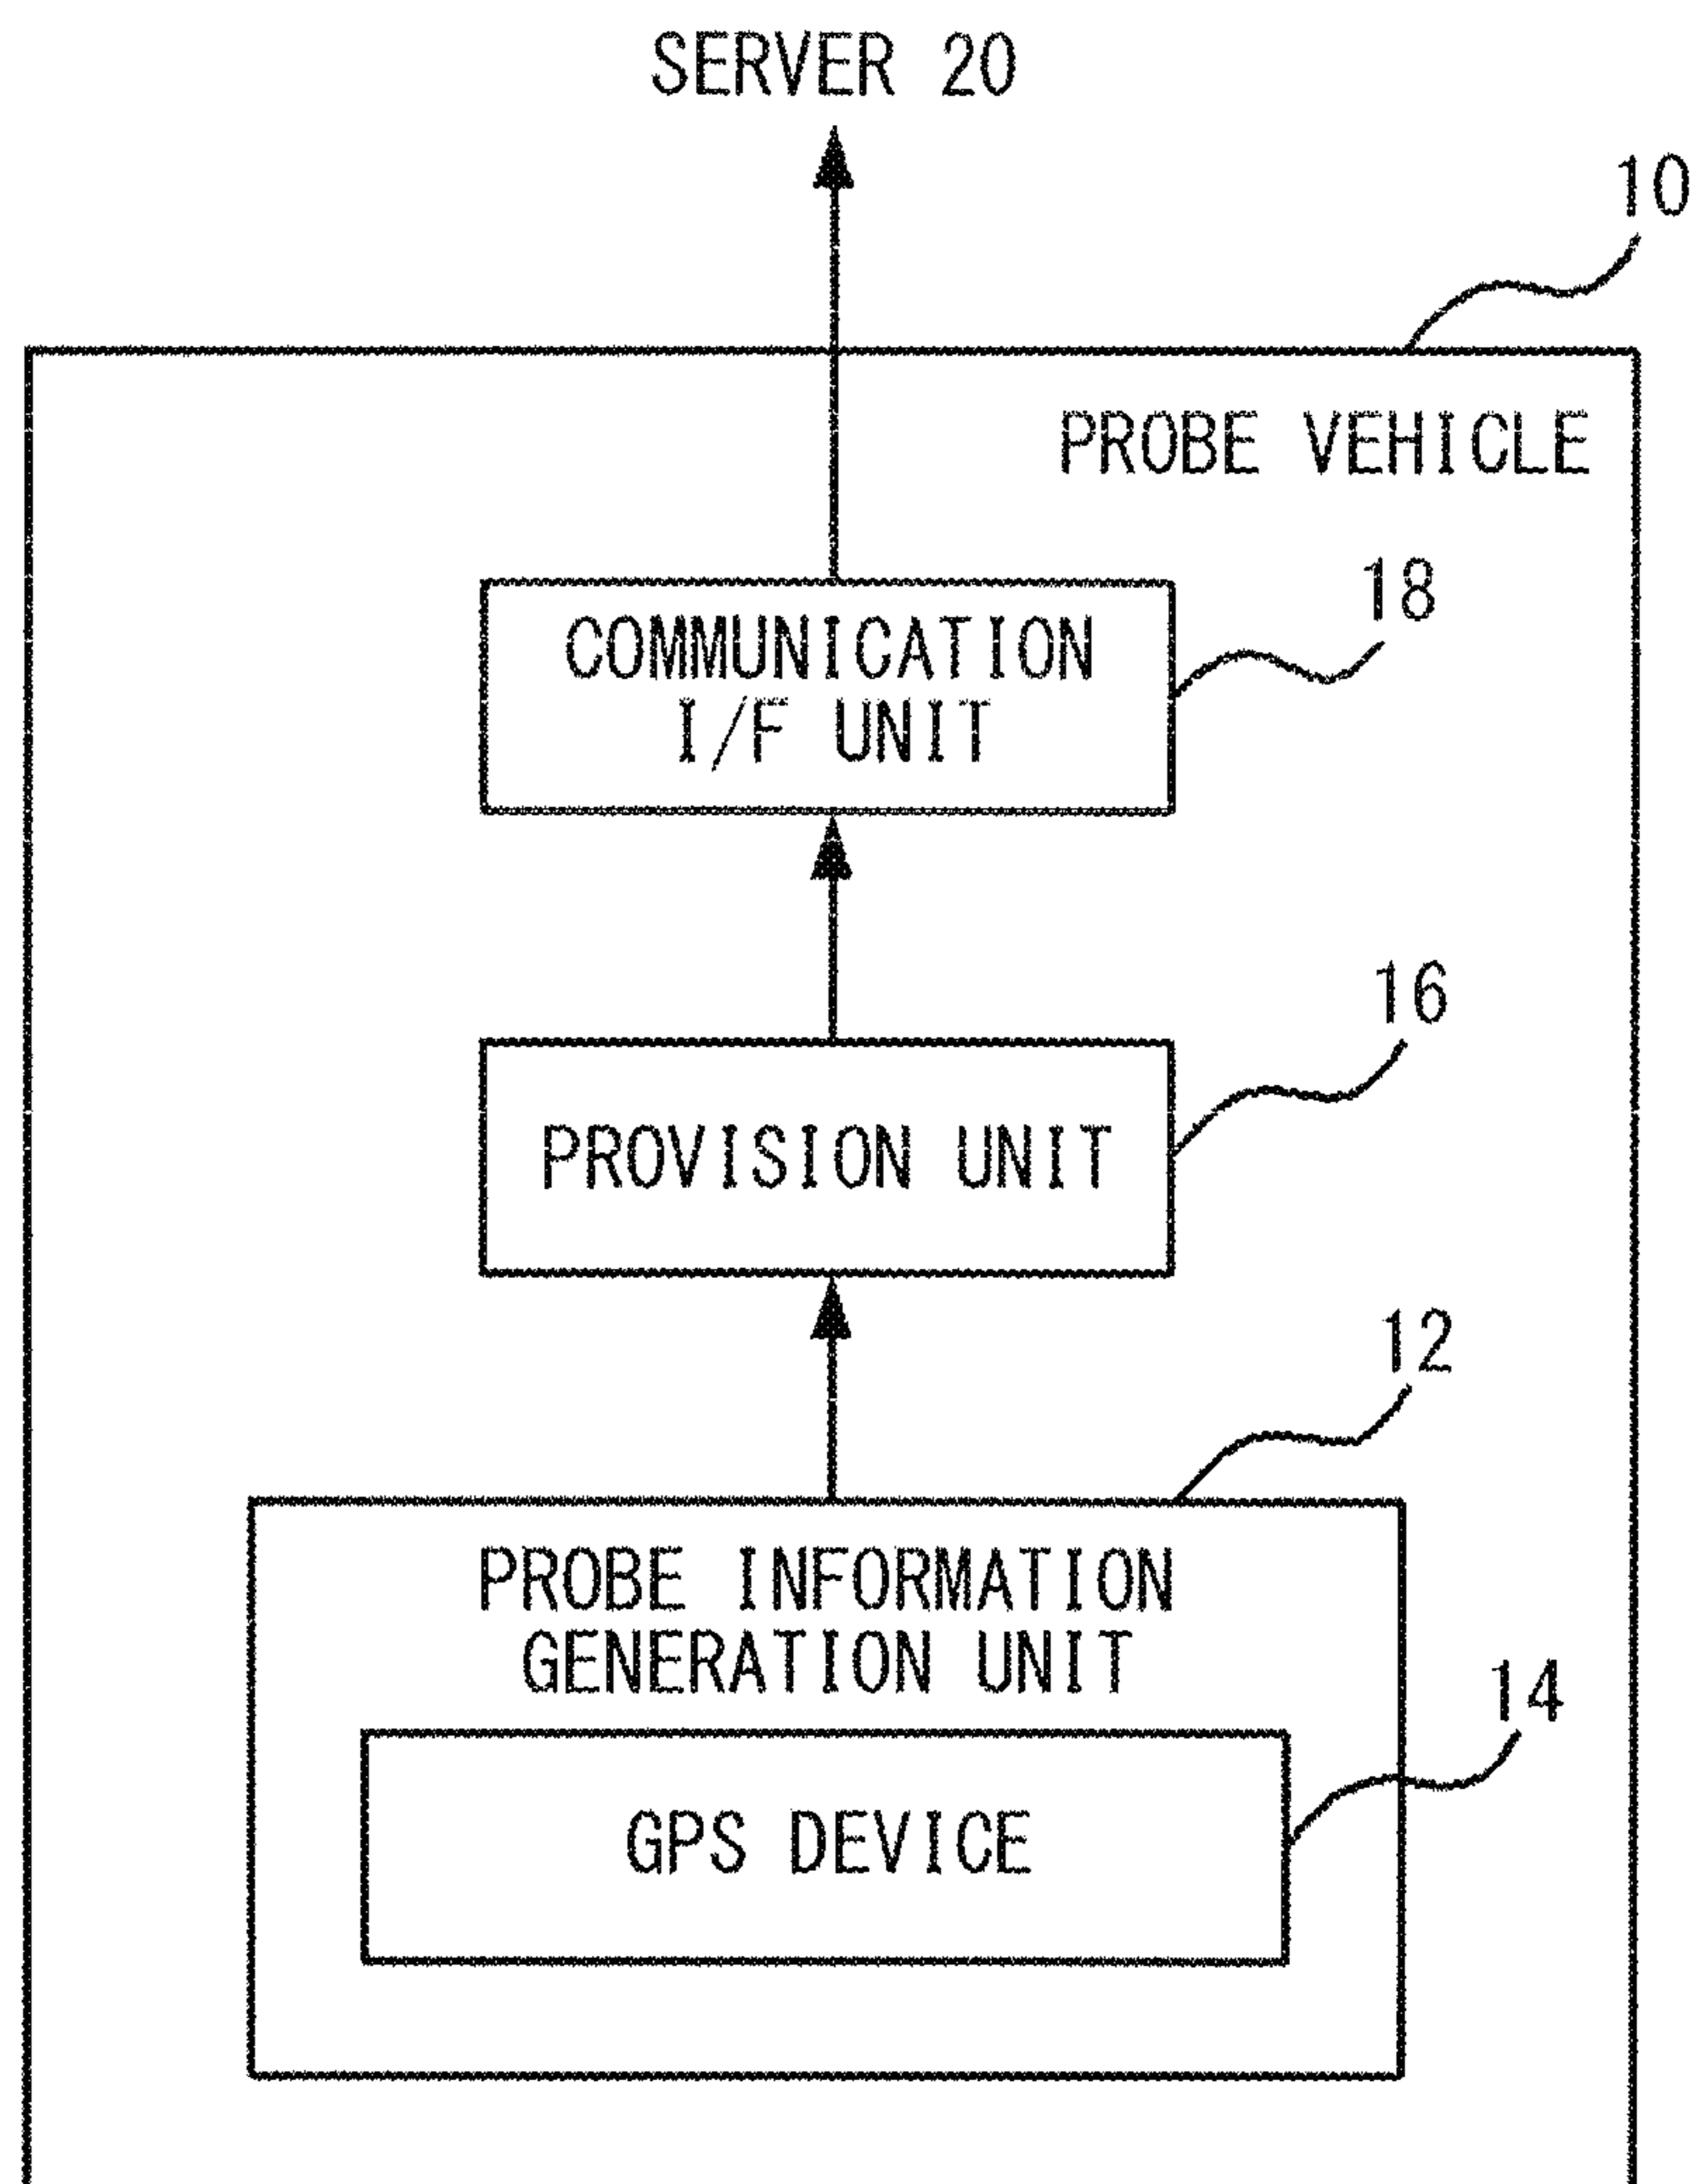 SERVER 20
10
PROBE VEHICLE
18
COMMUNICATION
I/F UNIT
16
PROVISION UNIT
12
PROBE INFORMATION
GENERATION UNIT
14
GPS DEVICE